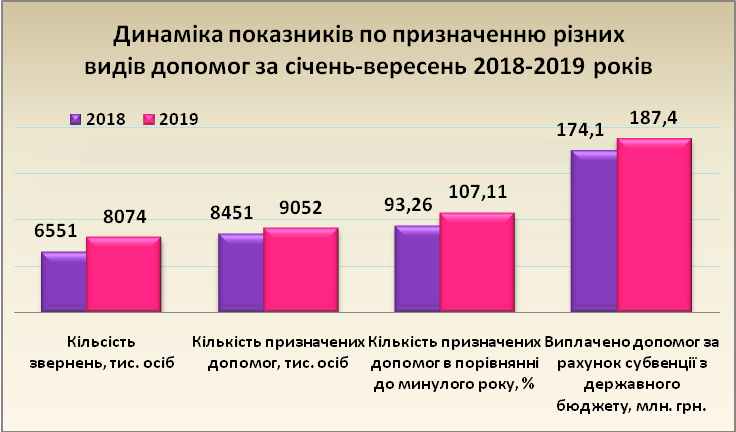 Динаміка показників по призначенню різних
видів допомог за січень-вересень 2018-2019 років
2018 2019
6551 8074 8451 9052 93,26 107,11 174,1 187,4
Кільсість
звернень, тис. осіб
Кількість призначених
допомог, тис. осіб
Кількість призначених
допомог в порівнянні
до минулого року, %
Виплачено допомог за
рахунок субвенції з
державного
бюджету, млн. грн.